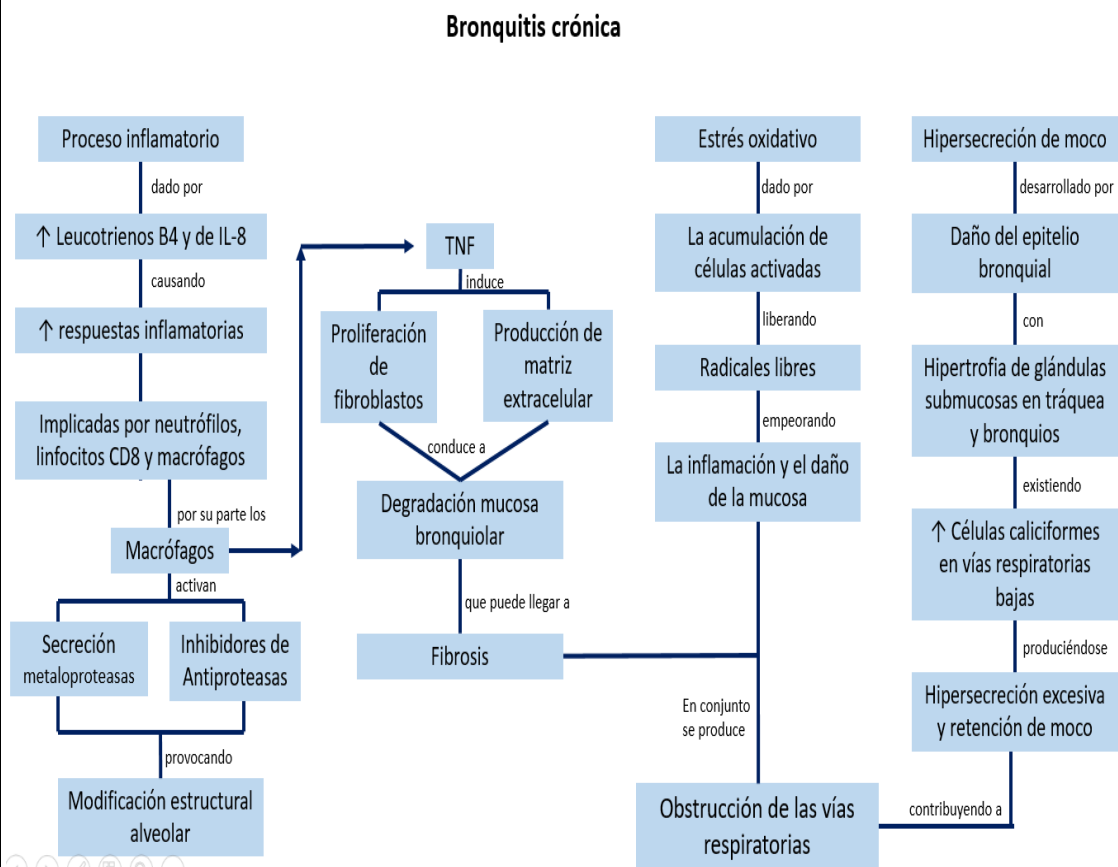 Bronquitis crónica
Proceso inflamatorio
dado por
↑ Leucotrienos B4 y de IL-8
causando
↑ respuestas inflamatorias
Implicadas por neutrófilos,
linfocitos CD8 y macrófagos
por su parte los
Macrófagos
activan
Secreción
metaloproteasas
Inhibidores de
Antiproteasas
provocando
Modificación estructural
alveolar
TNF
induce
Proliferación
de
fibroblastos
Producción de
matriz
extracelular
conduce a
Degradación mucosa
bronquiolar
que puede llegar a
Fibrosis
Estrés oxidativo
dado por
La acumulación de
células activadas
liberando
Radicales libres
empeorando
La inflamación y el daño
de la mucosa
En conjunto
se produce
Obstrucción de las vías
respiratorias
Hipersecreción de moco
desarrollado por
Daño del epitelio
bronquial
con
Hipertrofia de glándulas
submucosas en tráquea
y bronquios
existiendo
↑ Células caliciformes
en vías respiratorias
bajas
produciéndose
Hipersecreción excesiva
y retención de moco
contribuyendo a